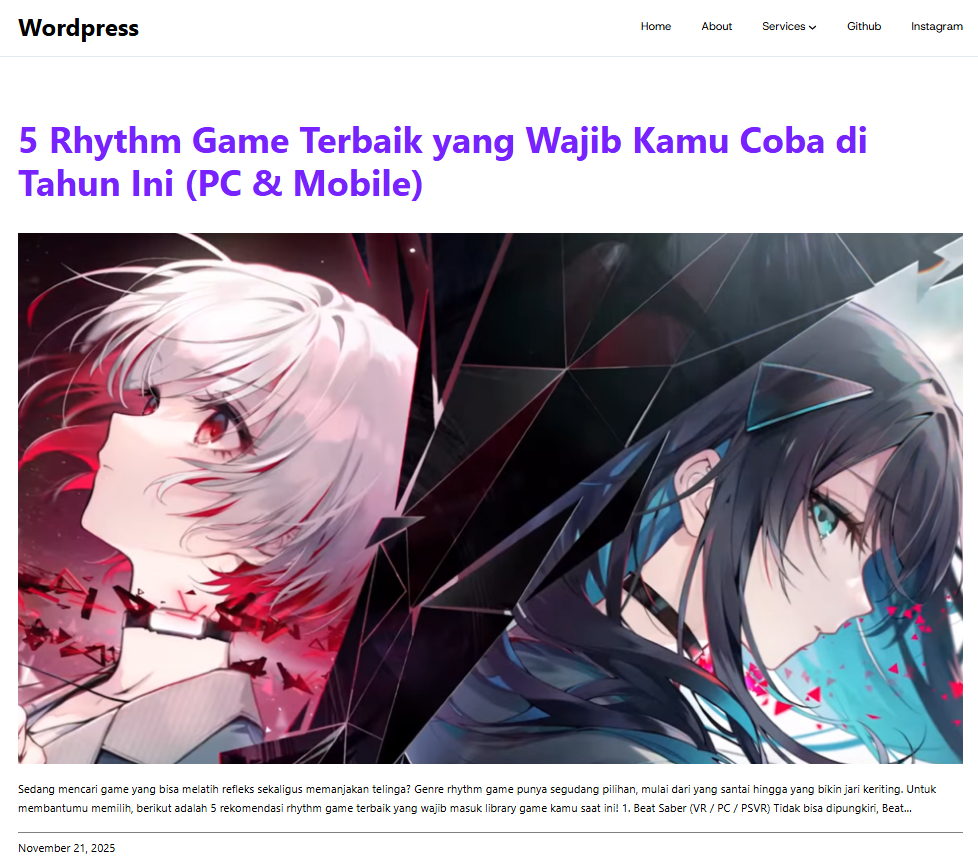 Wordpress
Home About Services Github Instagram
5 Rhythm Game Terbaik yang Wajib Kamu Coba di
Tahun Ini (PC & Mobile)
Sedang mencari game yang bisa melatih refleks sekaligus memanjakan telinga? Genre rhythm game punya segudang pilihan, mulai dari yang santai hingga yang bikin jari keriting. Untuk
membantumu memilih, berikut adalah 5 rekomendasi rhythm game terbaik yang wajib masuk library game kamu saat ini! 1. Beat Saber (VR / PC / PSVR) Tidak bisa dipungkiri, Beat...
November 21, 2025